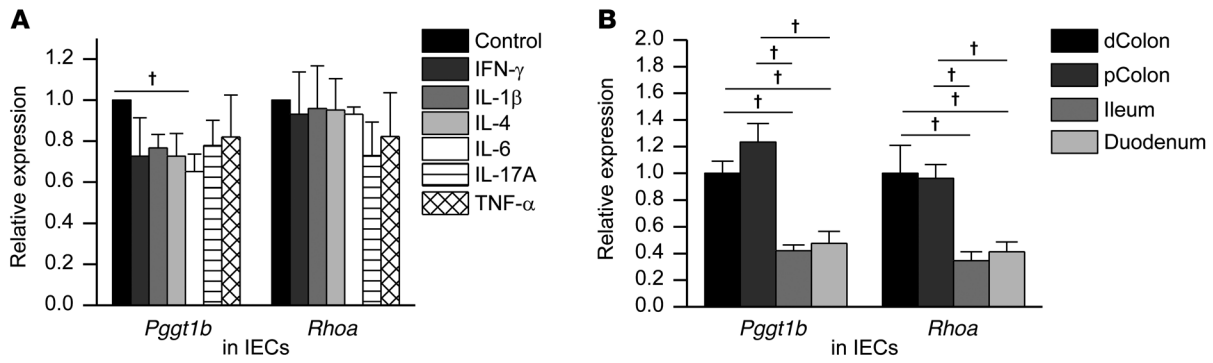 A
Relative expression
1.2
1.0
0.8
0.6
0.4
0.2
0.0
†
Pggt1b
Rhoa
in IECs
Control
IFN-γ
IL-1β
IL-4
IL-6
IL-17A
TNF-α
B
Relative expression
2.0
1.8
1.6
1.4
1.2
1.0
0.8
0.6
0.4
0.2
0.0
†
†
†
†
†
†
†
†
Pggt1b
Rhoa
in IECs
dColon
pColon
Ileum
Duodenum